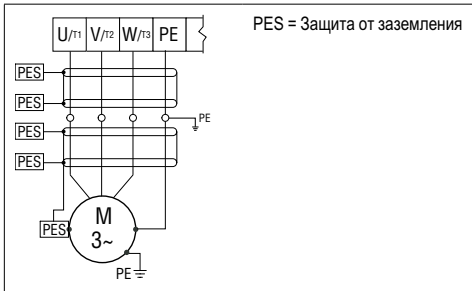 U/T1 V/T2 W/T3 PE
PES = Защита от заземления
PES
PES
PE
PES
PES
M
3~
PES
PE